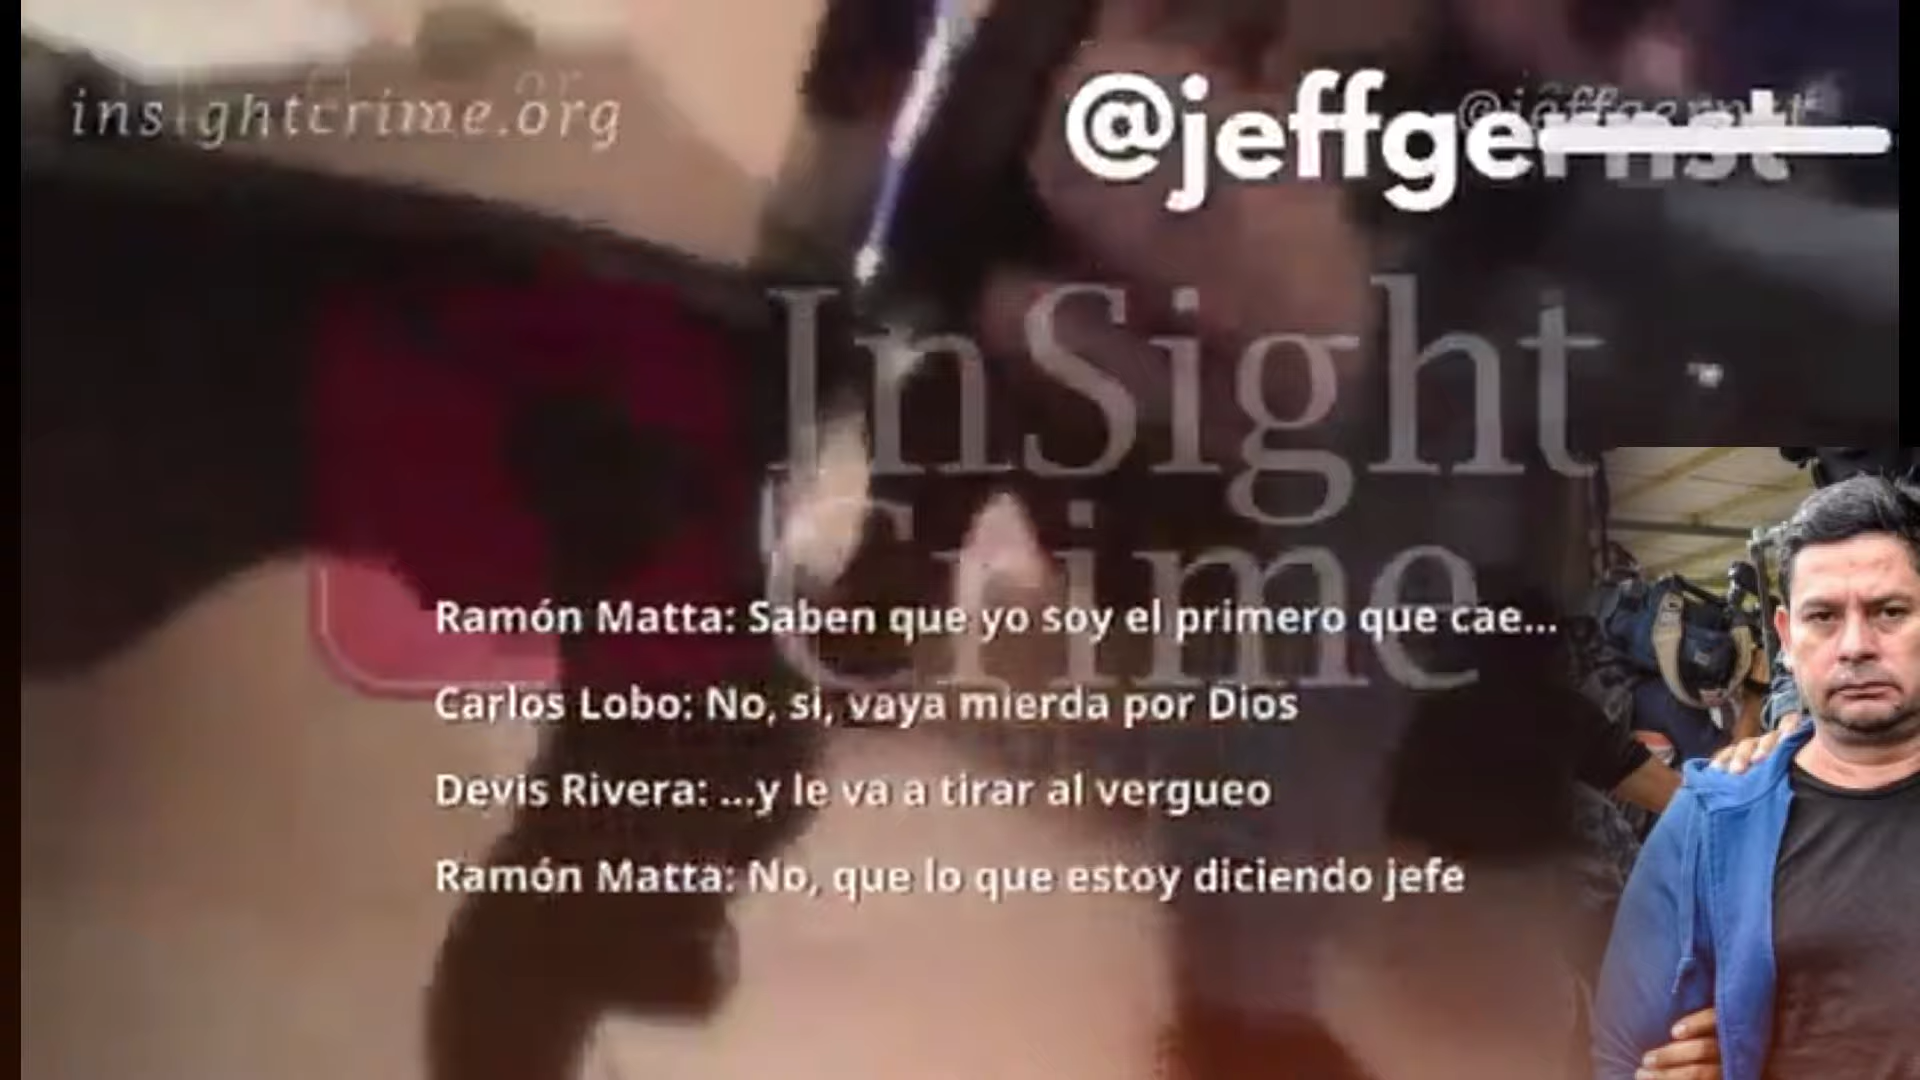 insightcrime.org
@jeffgernst
@jeffgernst
InSight
Crime
Ramón Matta: Saben que yo soy el primero que cae...
Carlos Lobo: No, si, vaya mierda por Dios
Devis Rivera: ...y le va a tirar al vergueo
Ramón Matta: No, que lo que estoy diciendo jefe